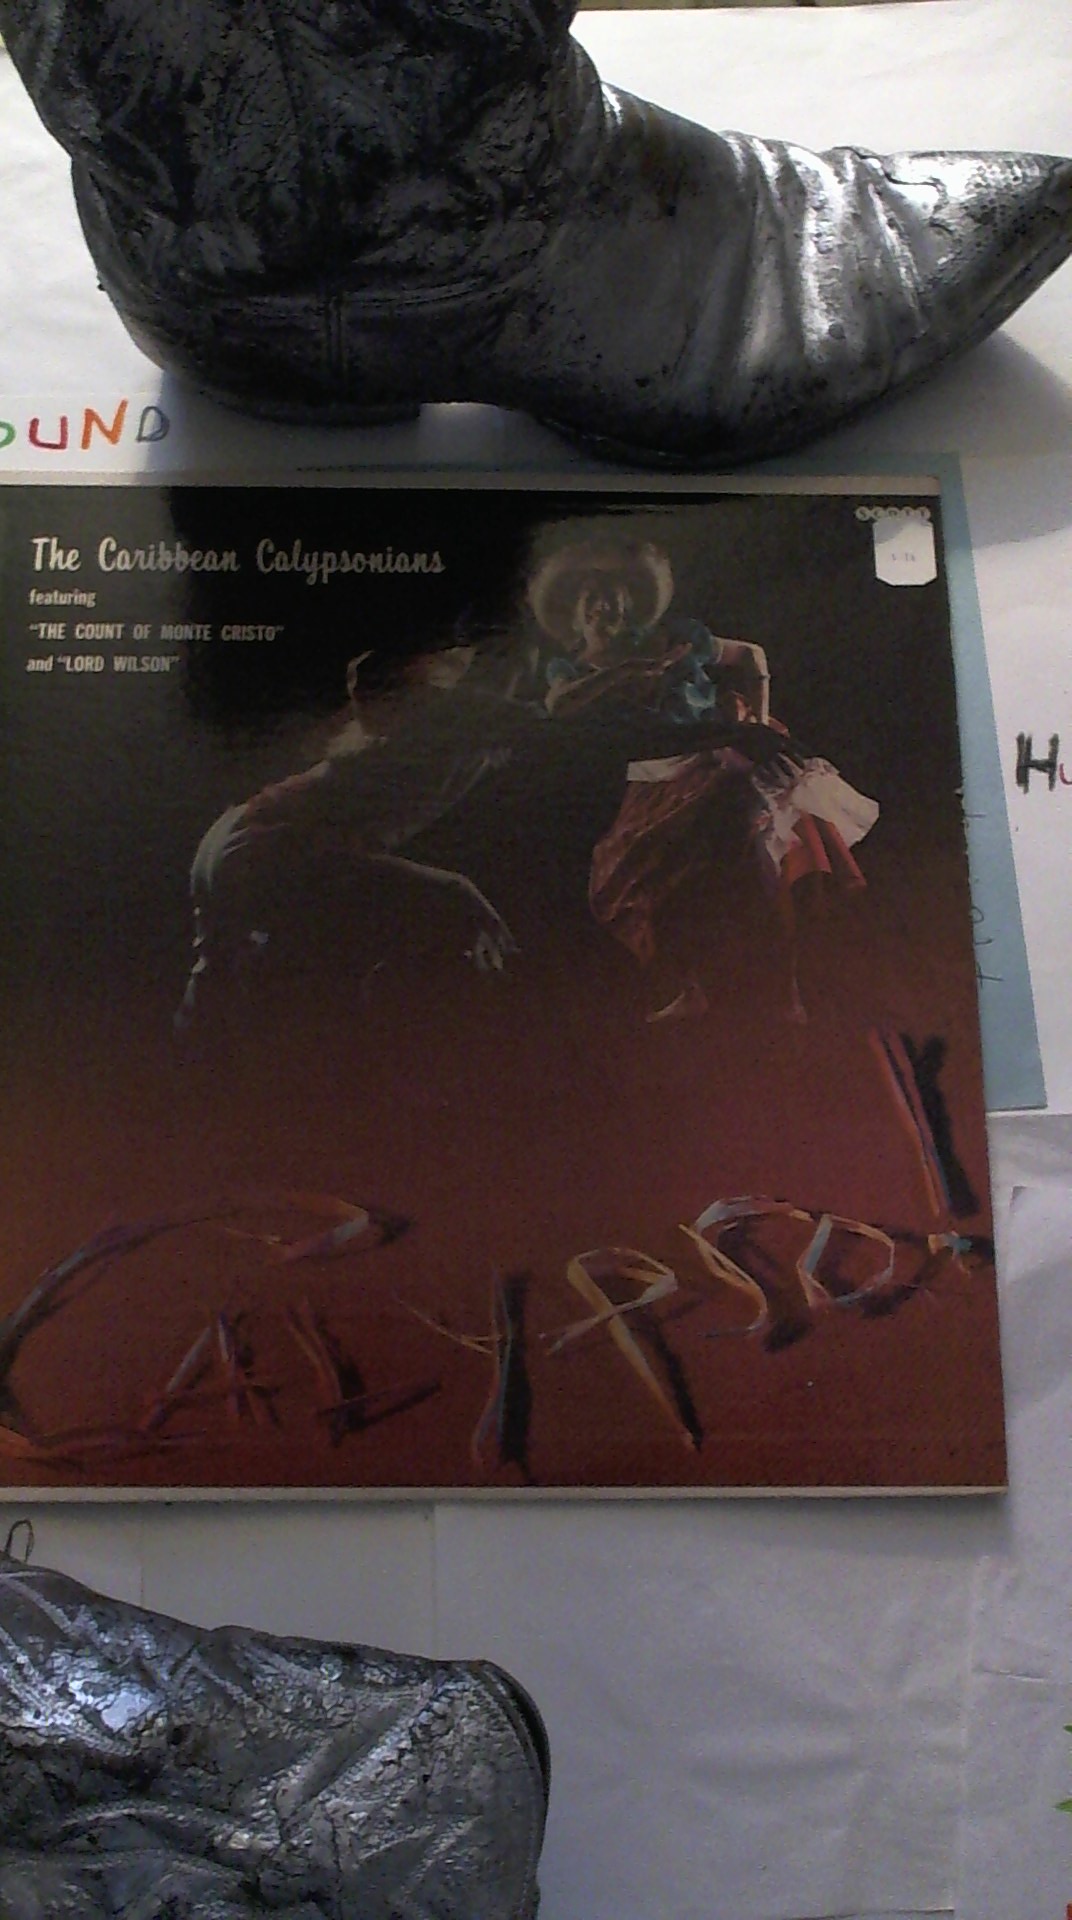 OUND
The Caribbean Calypsonians
featuring
"THE COUNT OF MONTE CRISTO"
and "LORD WILSON"
CALYPSO!